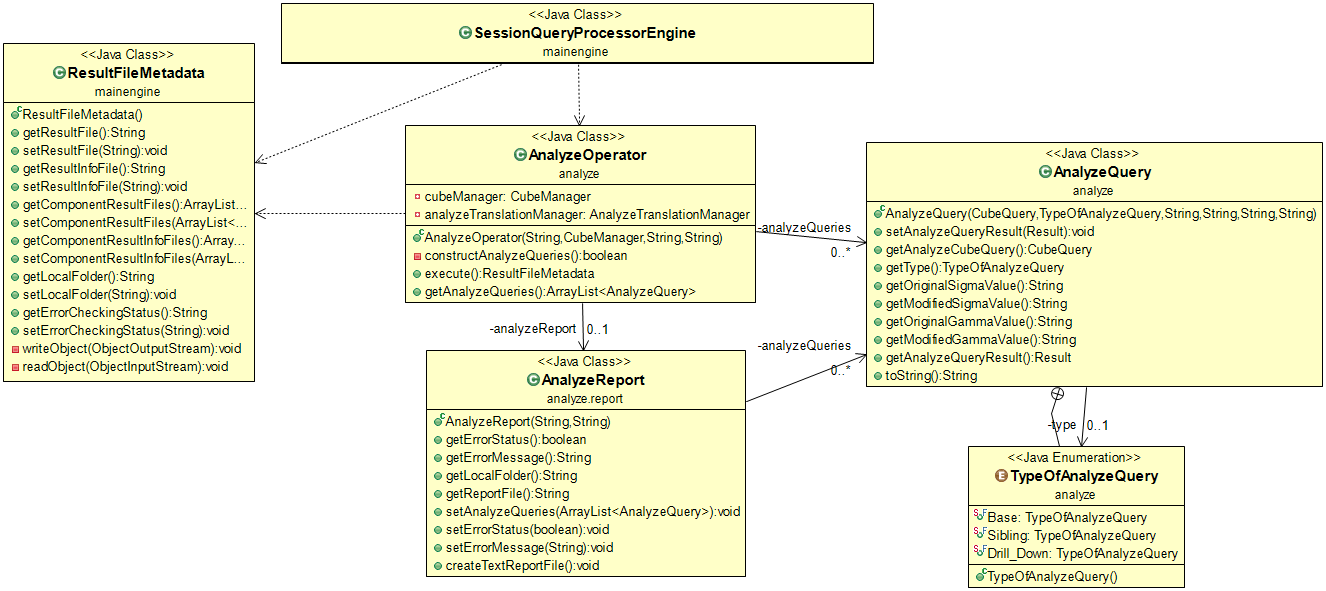 <<Java Class>>
SessionQueryProcessorEngine
mainengine
<<Java Class>>
ResultFileMetadata
mainengine
ResultFileMetadata()
getResultFile():String
setResultFile(String):void
getResultInfoFile():String
setResultInfoFile(String):void
getComponentResultFiles():ArrayList...
setComponentResultFiles(ArrayList<...
getComponentResultInfoFiles():Array...
setComponentResultInfoFiles(ArrayL...
getLocalFolder():String
setLocalFolder(String):void
getErrorCheckingStatus():String
setErrorCheckingStatus(String):void
writeObject(ObjectOutputStream):void
readObject(ObjectInputStream):void
<<Java Class>>
AnalyzeOperator
analyze
cubeManager: CubeManager
analyzeTranslationManager: AnalyzeTranslationManager
AnalyzeOperator(String,CubeManager,String,String)
constructAnalyzeQueries():boolean
execute():ResultFileMetadata
getAnalyzeQueries():ArrayList<AnalyzeQuery>
-analyzeQueries
0..*
<<Java Class>>
AnalyzeQuery
analyze
AnalyzeQuery(CubeQuery,TypeOfAnalyzeQuery,String,String,String,String)
setAnalyzeQueryResult(Result):void
getAnalyzeCubeQuery():CubeQuery
getType():TypeOfAnalyzeQuery
getOriginalSigmaValue():String
getModifiedSigmaValue():String
getOriginalGammaValue():String
getModifiedGammaValue():String
getAnalyzeQueryResult():Result
toString():String
-analyzeReport 0..1
-analyzeQueries
0..*
<<Java Class>>
AnalyzeReport
analyze.report
AnalyzeReport(String,String)
getErrorStatus():boolean
getErrorMessage():String
getLocalFolder():String
getReportFile():String
setAnalyzeQueries(ArrayList<AnalyzeQuery>):void
setErrorStatus(boolean):void
setErrorMessage(String):void
createTextReportFile():void
-type 0..1
<<Java Enumeration>>
TypeOfAnalyzeQuery
analyze
Base: TypeOfAnalyzeQuery
Sibling: TypeOfAnalyzeQuery
Drill_Down: TypeOfAnalyzeQuery
TypeOfAnalyzeQuery()